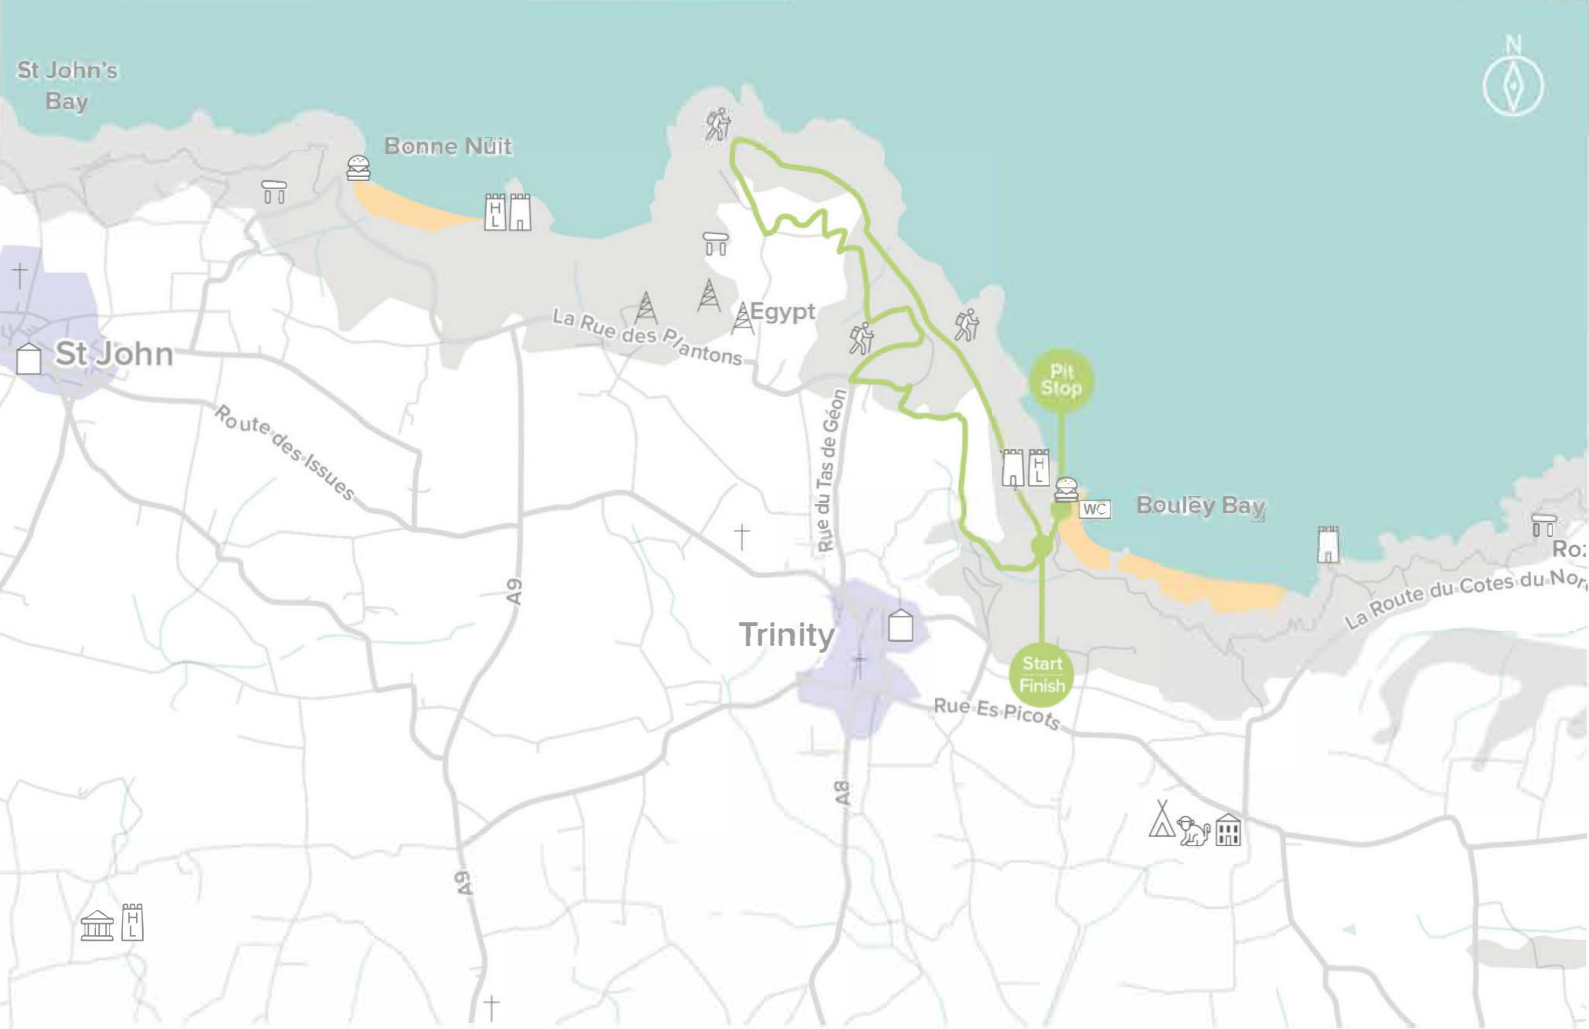 N
St John's
Bay
Bonne Nuit
H
L
Egypt
La Rue des Plantons
St John
Pit
Stop
Route des Issues
Rue du Tas de Géon
H
L
WC
Bouley Bay
Ro
La Route du Cotes du Nor
A9
Trinity
Start
Finish
Rue Es Picots
A8
A9
H
L